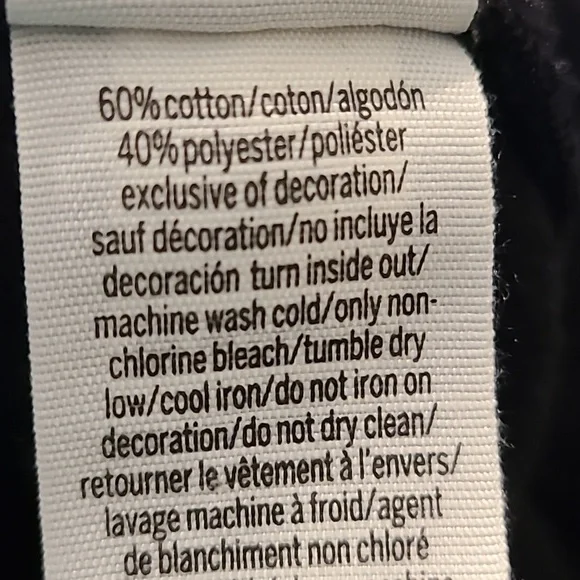 60% cotton/coton/algodón
40% polyester/poliéster
exclusive of decoration/
sauf décoration/no incluye la
decoración turn inside out/
machine wash cold/only non-
chlorine bleach/tumble dry
low/cool iron/do not iron on
decoration/do not dry clean/
retourner le vêtement à l'envers/
lavage machine à froid/agent
de blanchiment non chloré